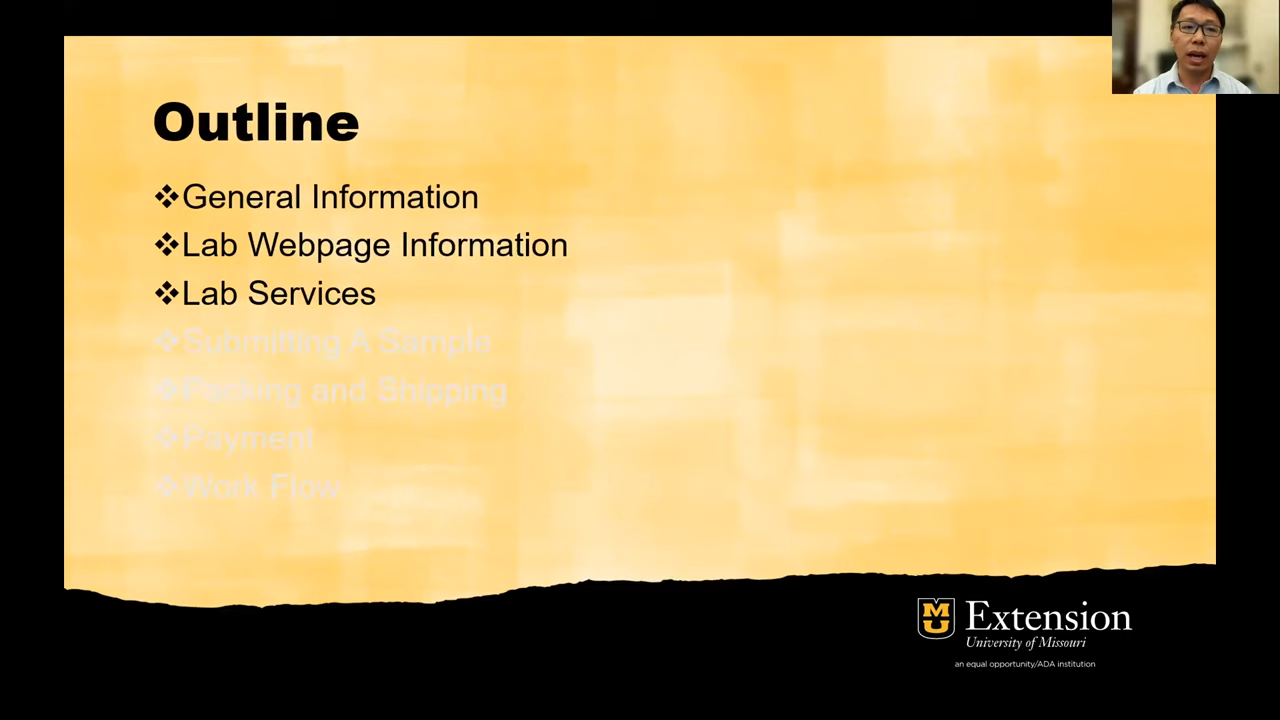 Outline
❖General Information
❖Lab Webpage Information
❖Lab Services
❖Submitting A Sample
❖Packing and Shipping
❖Payment
❖Work Flow
MU Extension
University of Missouri
an equal opportunity/ADA institution